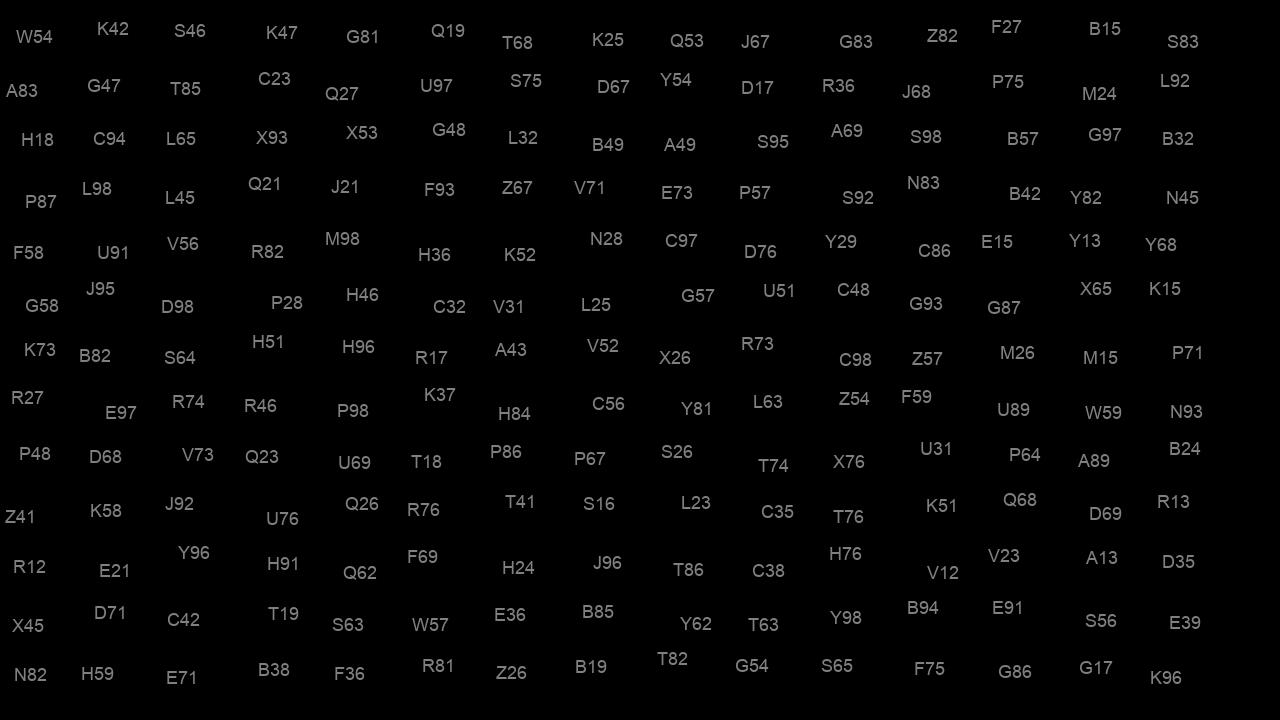 W54 K42 S46 K47 G81 Q19 T68 K25 Q53 J67 G83 Z82 F27 B15 S83
A83 G47 T85 C23 Q27 U97 S75 D67 Y54 D17 R36 J68 P75 M24 L92
H18 C94 L65 X93 X53 G48 L32 B49 A49 S95 A69 S98 B57 G97 B32
P87 L98 L45 Q21 J21 F93 Z67 V71 E73 P57 S92 N83 B42 Y82 N45
F58 U91 V56 R82 M98 H36 K52 N28 C97 D76 Y29 C86 E15 Y13 Y68
G58 J95 D98 P28 H46 C32 V31 L25 G57 U51 C48 G93 G87 X65 K15
K73 B82 S64 H51 H96 R17 A43 V52 X26 R73 C98 Z57 M26 M15 P71
R27 E97 R74 R46 P98 K37 H84 C56 Y81 L63 Z54 F59 U89 W59 N93
P48 D68 V73 Q23 U69 T18 P86 P67 S26 T74 X76 U31 P64 A89 B24
Z41 K58 J92 U76 Q26 R76 T41 S16 L23 C35 T76 K51 Q68 D69 R13
R12 E21 Y96 H91 Q62 F69 H24 J96 T86 C38 H76 V12 V23 A13 D35
X45 D71 C42 T19 S63 W57 E36 B85 Y62 T63 Y98 B94 E91 S56 E39
N82 H59 E71 B38 F36 R81 Z26 B19 T82 G54 S65 F75 G86 G17 K96